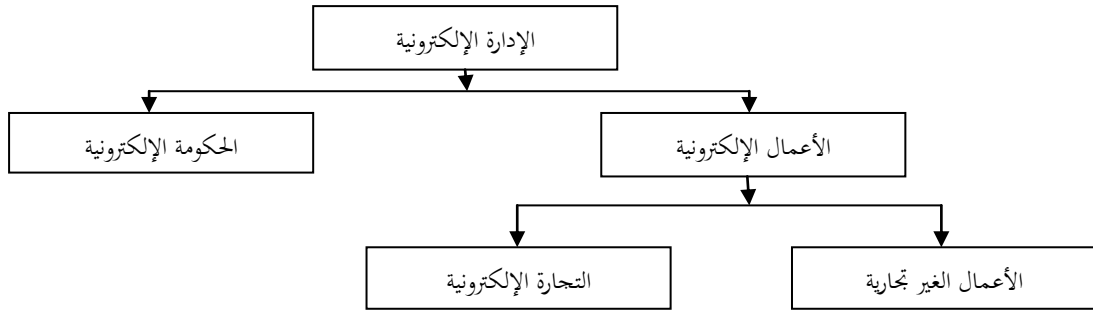 الإدارة الإلكترونية
الأعمال الإلكترونية
الحكومة الإلكترونية
الأعمال الغير تجارية
التجارة الإلكترونية